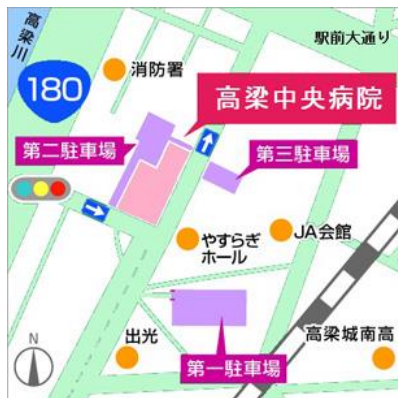 高梁川
駅前大通り
消防署
180
高梁中央病院
第二駐車場
第三駐車場
やすらぎ
ホール
JA会館
N
出光
第一駐車場
高梁城南高